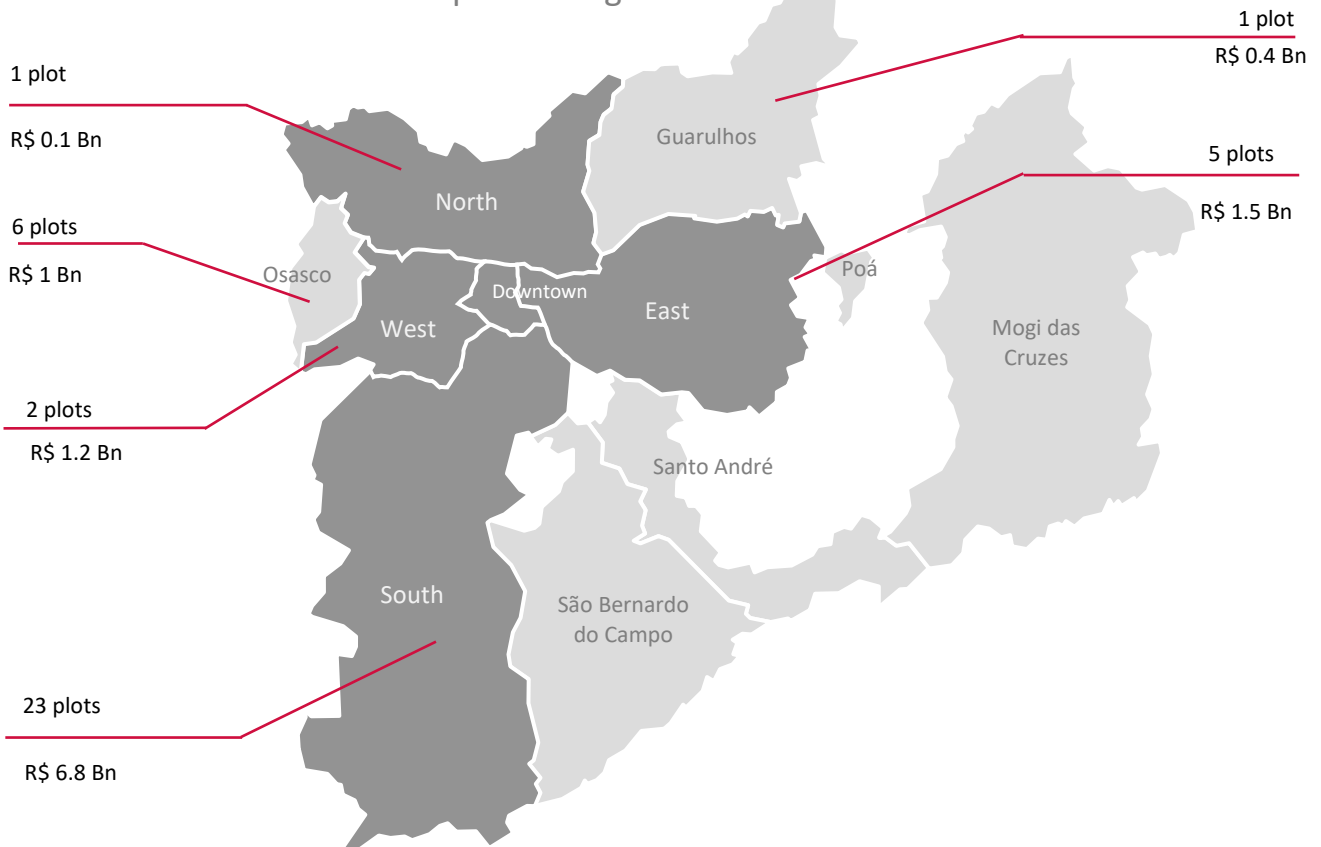 1 plot
R$ 0.4 Bn
1 plot
R$ 0.1 Bn
Guarulhos
5 plots
R$ 1.5 Bn
North
6 plots
R$ 1 Bn
Osasco
Downtown
Poá
West
East
Mogi das
Cruzes
2 plots
R$ 1.2 Bn
Santo André
South
São Bernardo
do Campo
23 plots
R$ 6.8 Bn